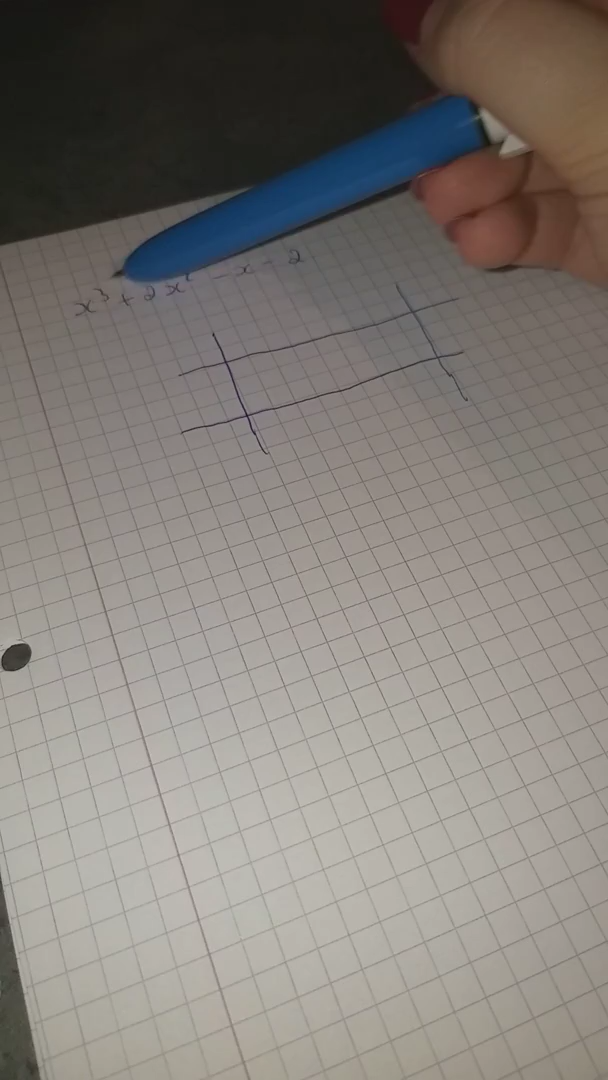 x³ + 2x² - x - 2